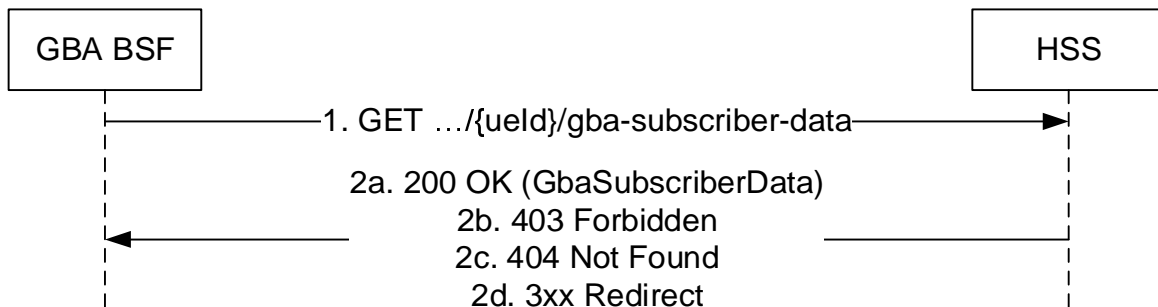 GBA BSF
HSS
1. GET …/{ueId}/gba-subscriber-data
2a. 200 OK (GbaSubscriberData)
2b. 403 Forbidden
2c. 404 Not Found
2d. 3xx Redirect